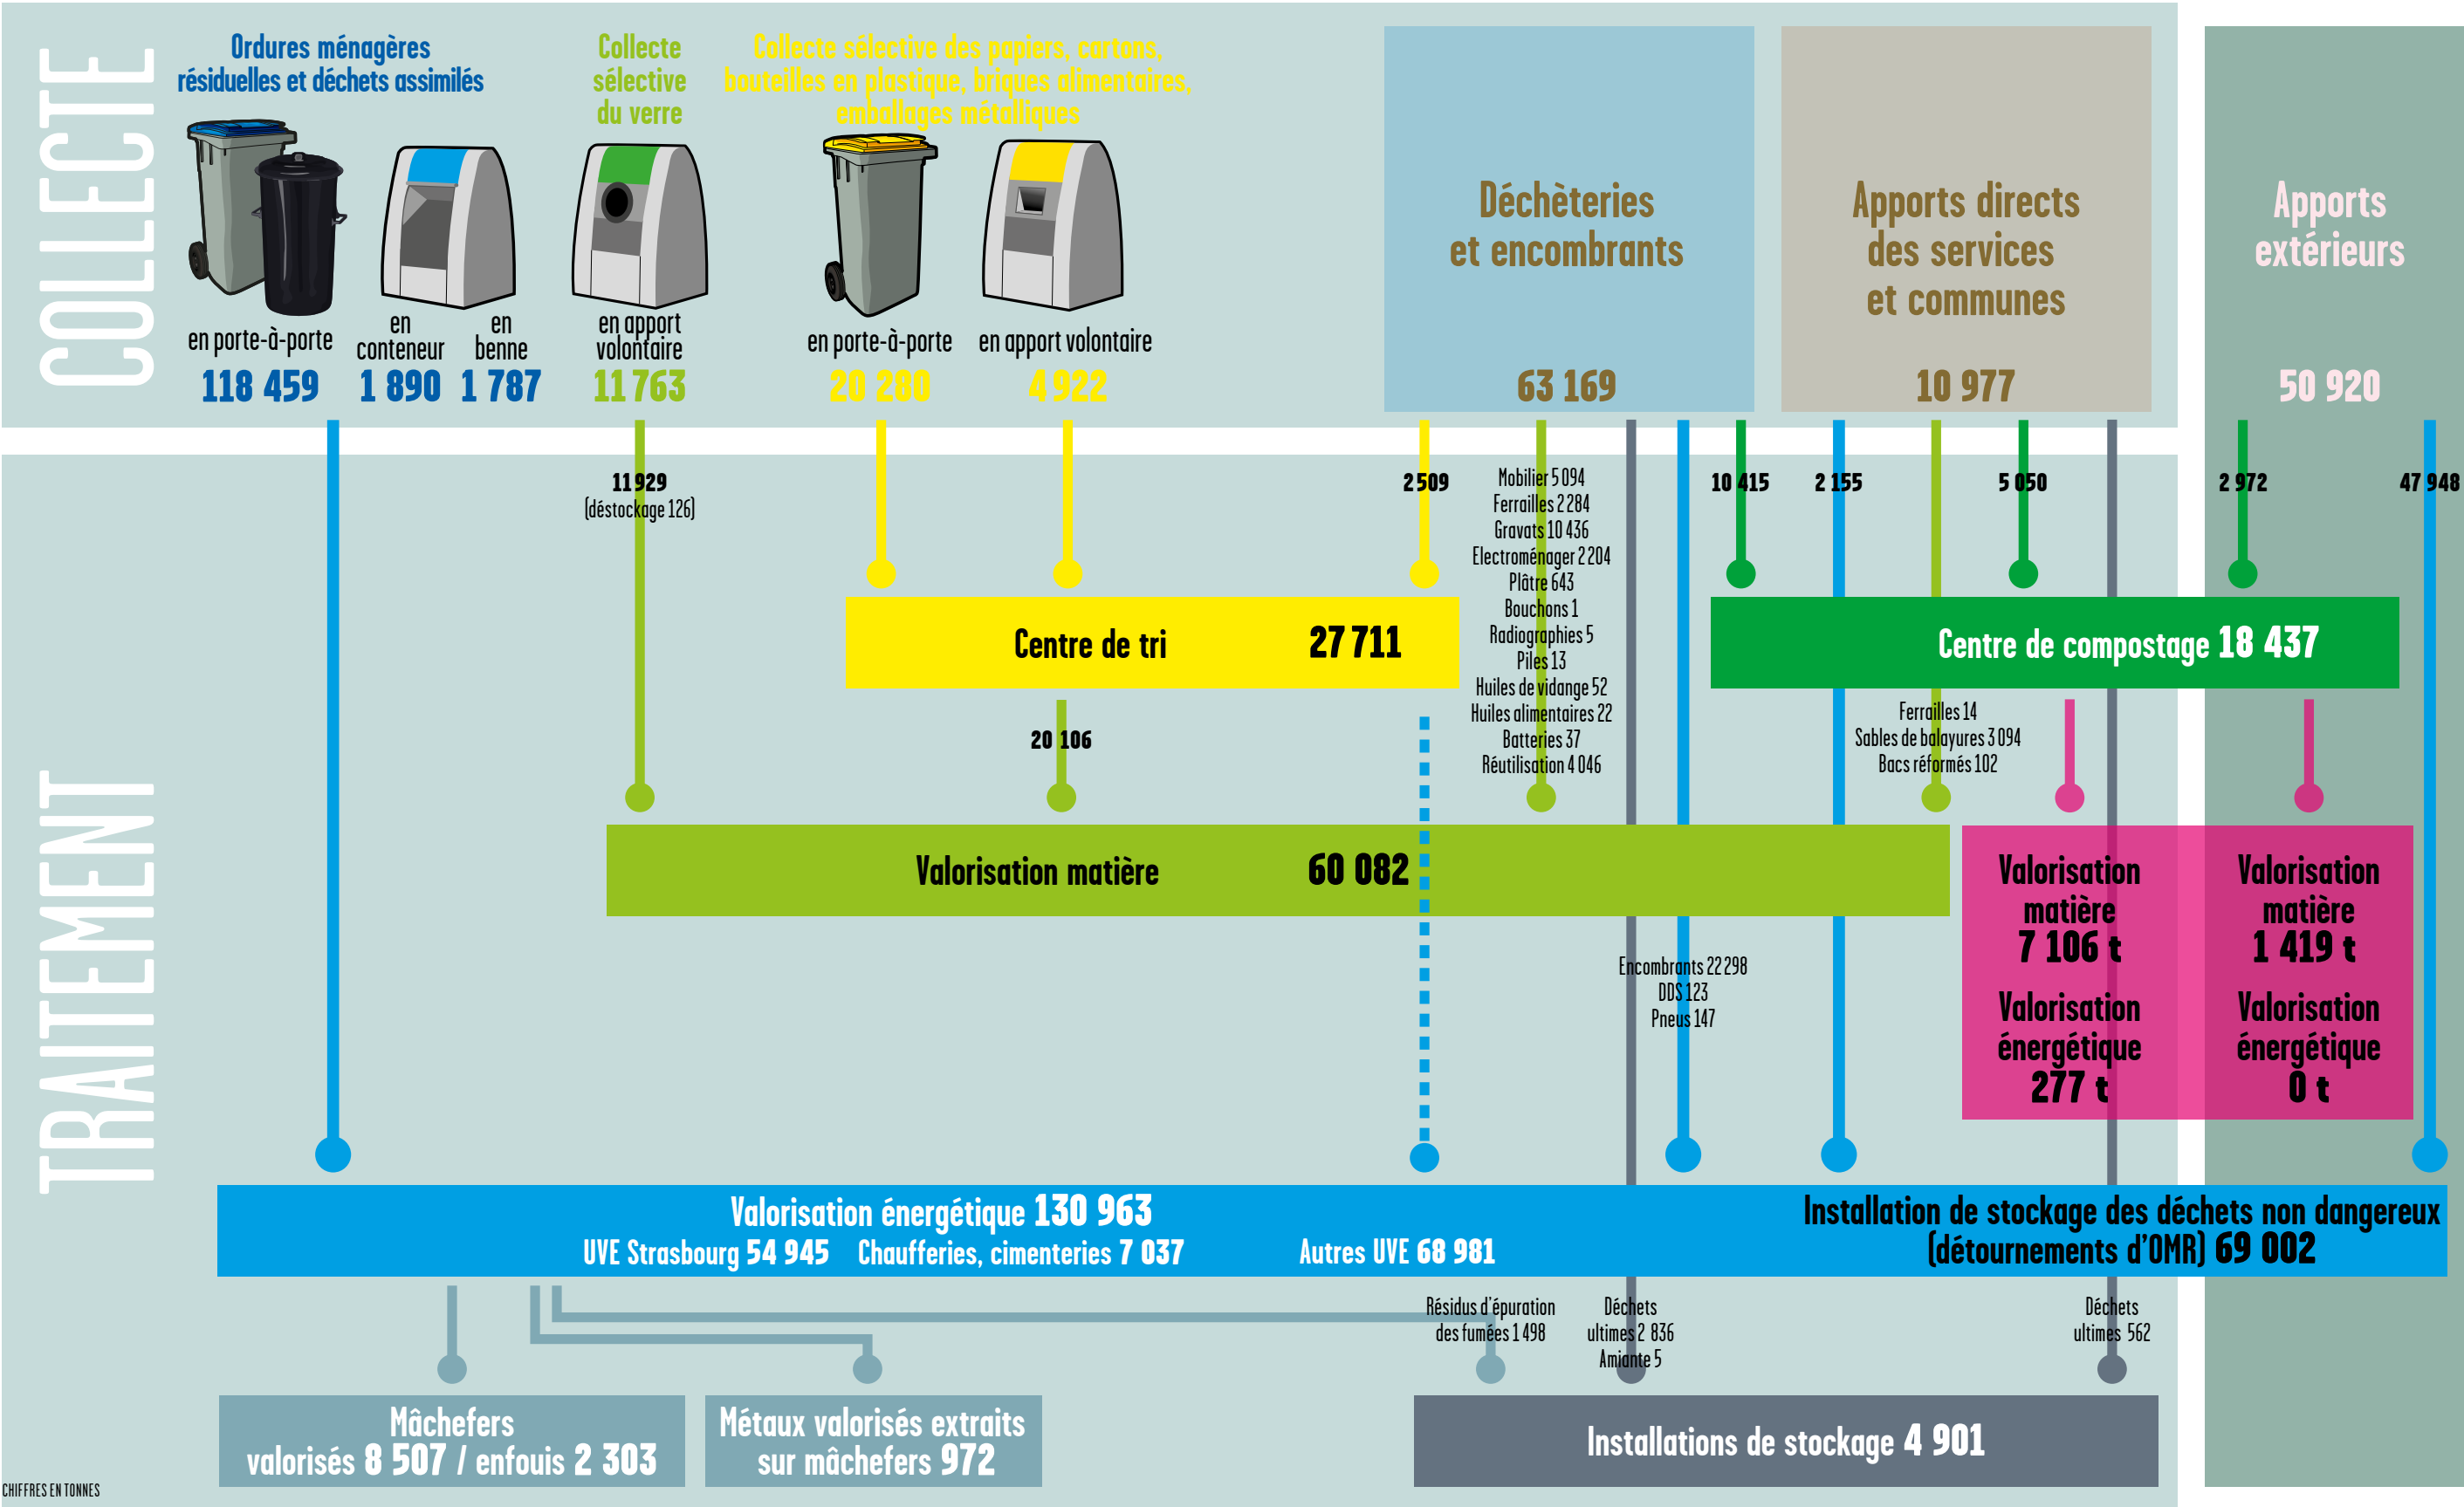 COLLECTE
Ordures ménagères
résiduelles et déchets assimilés
en porte-à-porte
118 459
en
conteneur
1 890
en
benne
1 787
Collecte
sélective
du verre
en apport
volontaire
11 763
Collecte sélective des papiers, cartons,
bouteilles en plastique, briques alimentaires,
emballages métalliques
en porte-à-porte
20 280
en apport volontaire
4 922
Déchèteries
et encombrants
63 169
Apports directs
des services
et communes
10 977
Apports
extérieurs
50 920
TRAITEMENT
11 929
(déstockage 126)
2 509
Mobilier 5 094
Ferrailles 2 284
Gravats 10 436
Electroménager 2 204
Plâtre 643
Bouchons 1
Radiographies 5
Piles 13
Huiles de vidange 52
Huiles alimentaires 22
Batteries 37
Réutilisation 4 046
10 415
2 155
5 050
2 972
47 948
Centre de tri 27 711
Centre de compostage 18 437
20 106
Ferrailles 14
Sables de balayures 3 094
Bacs réformés 102
Valorisation matière 60 082
Valorisation
matière
7 106 t
Valorisation
énergétique
277 t
Valorisation
matière
1 419 t
Valorisation
énergétique
0 t
Encombrants 22 298
DDS 123
Pneus 147
Valorisation énergétique 130 963
UVE Strasbourg 54 945 Chaufferies, cimenteries 7 037 Autres UVE 68 981
Installation de stockage des déchets non dangereux
(détournements d'OMR) 69 002
Résidus d'épuration
des fumées 1 498
Déchets
ultimes 2 836
Amiante 5
Déchets
ultimes 562
Mâchefers
valorisés 8 507 / enfouis 2 303
Métaux valorisés extraits
sur mâchefers 972
Installations de stockage 4 901
CHIFFRES EN TONNES